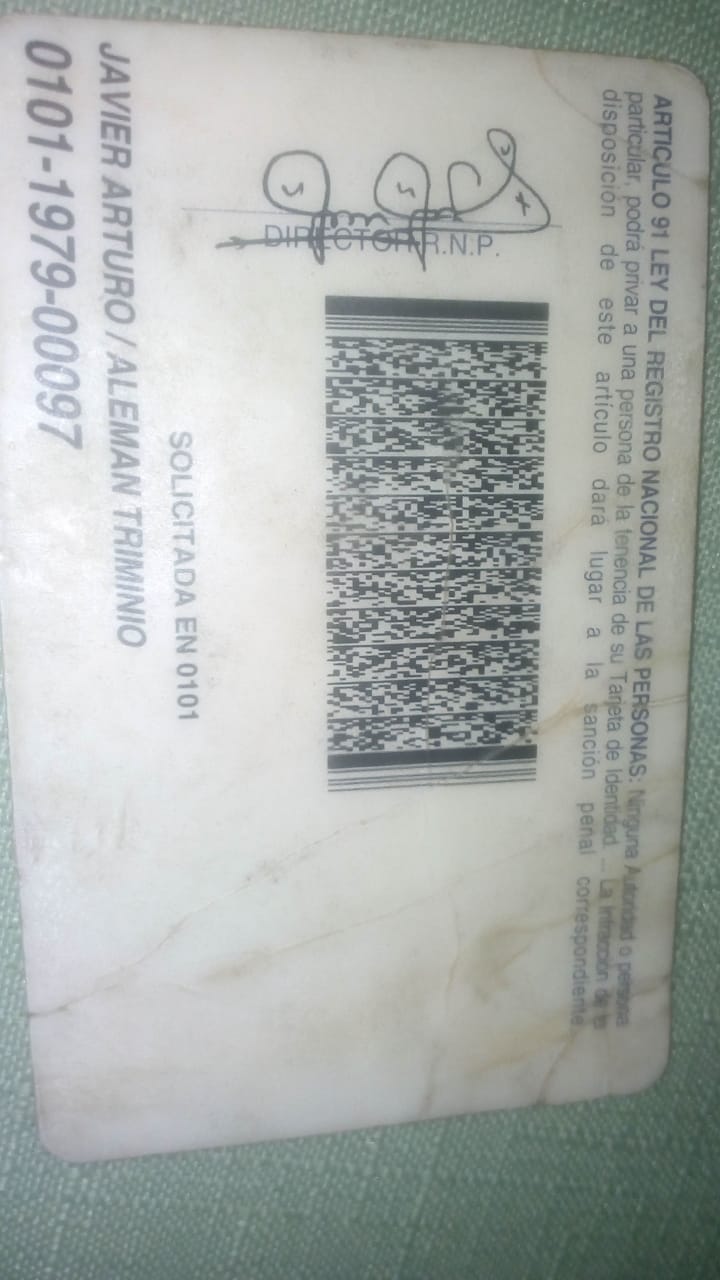 ARTICULO 91 LEY DEL REGISTRO NACIONAL DE LAS PERSONAS: Ninguna Autoridad o persona
particular, podrá privar a una persona de la tenencia de su Tarjeta de Identidad. ... La Infracción de la
disposición de este artículo dará lugar a la sanción penal correspondiente.
DIRECTOR R.N.P.
SOLICITADA EN 0101
JAVIER ARTURO / ALEMAN TRIMINIO
0101-1979-00097